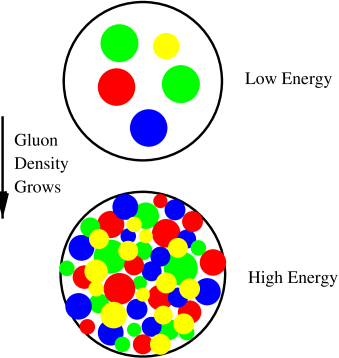 Low Energy
Gluon
Density
Grows
High Energy